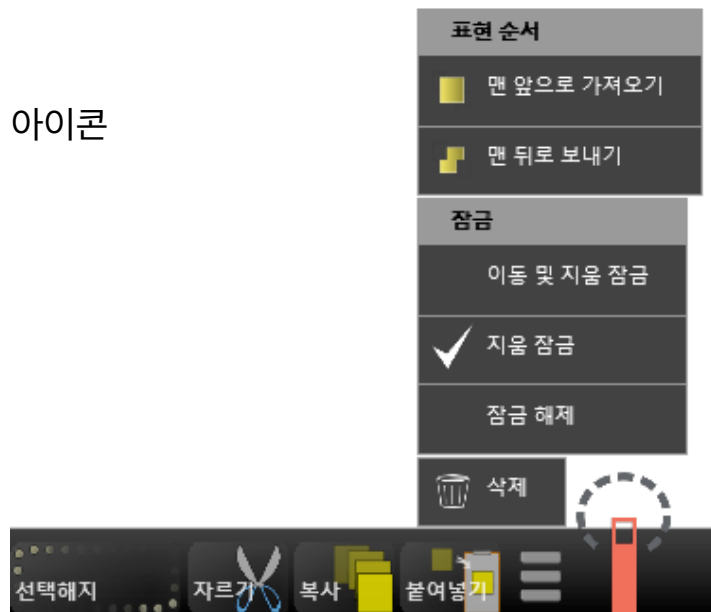 표현 순서
맨 앞으로 가져오기
아이콘
맨 뒤로 보내기
잠금
이동 및 지움 잠금
지움 잠금
잠금 해제
삭제
선택해지
자르기
복사
붙여넣기